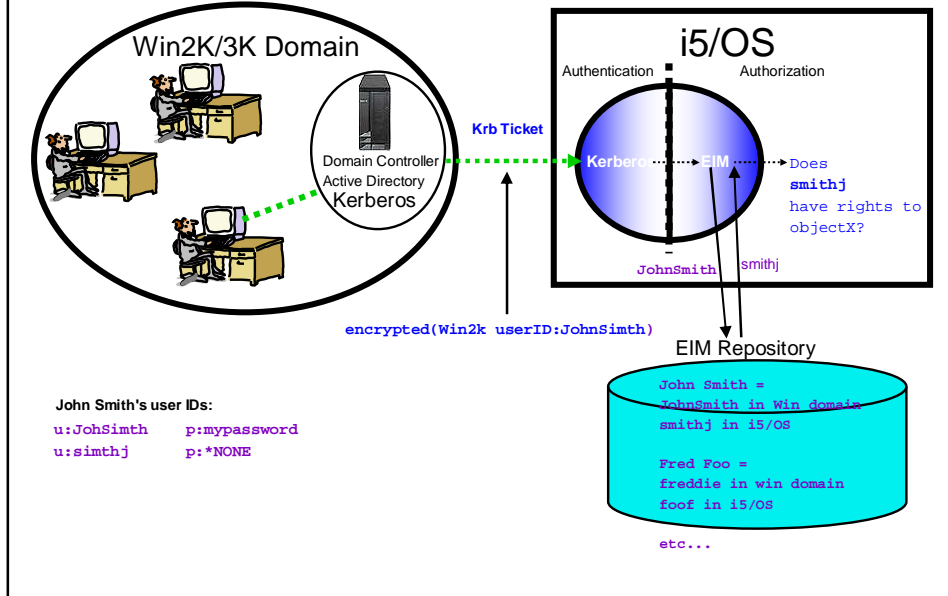 Win2K/3K Domain
Domain Controller
Active Directory
Kerberos
Krb Ticket
i5/OS
Authentication
Authorization
Kerberos
EIM
Does
smithj
have rights to
objectX?
JohnSmith
smithj
encrypted(Win2k userID:JohnSimth)
EIM Repository
John Smith =
JohnSmith in Win domain
smithj in i5/OS
Fred Foo =
freddie in win domain
foof in i5/OS
etc...
John Smith's user IDs:
u:JohSimth p:mypassword
u:simthj p:*NONE